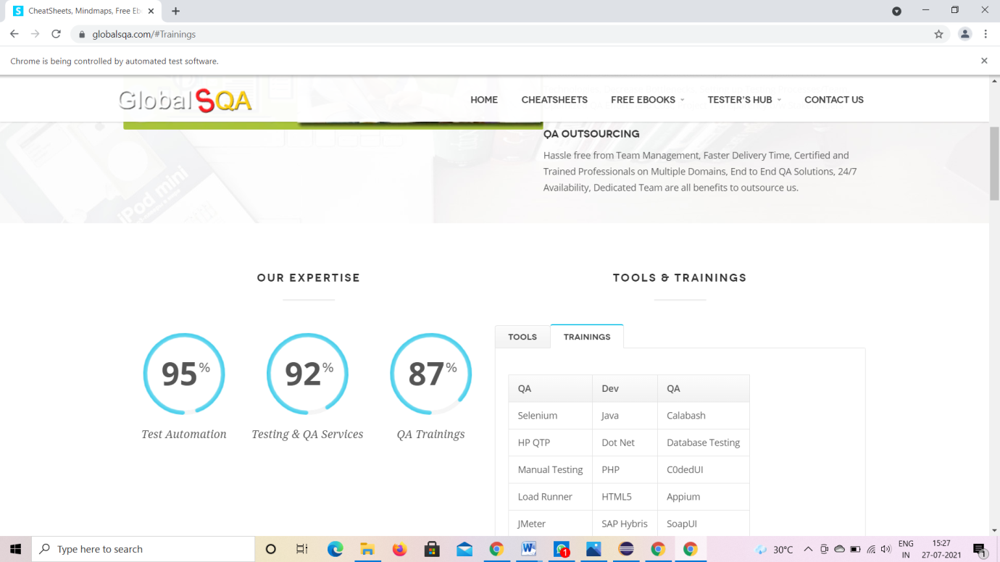 CheatSheets, Mindmaps, Free Eb
globalsqa.com/#Trainings
Chrome is being controlled by automated test software.
GlobalSQA
HOME CHEATSHEETS FREE EBOOKS TESTER'S HUB CONTACT US
QA OUTSOURCING
Hassle free from Team Management, Faster Delivery Time, Certified and
Trained Professionals on Multiple Domains, End to End QA Solutions, 24/7
Availability, Dedicated Team are all benefits to outsource us.
iPod mini
OUR EXPERTISE
95%
92%
87%
Test Automation
Testing & QA Services
QA Trainings
TOOLS & TRAININGS
TOOLS TRAININGS
QA Dev QA
Selenium Java Calabash
HP QTP Dot Net Database Testing
Manual Testing PHP C0dedUI
Load Runner HTML5 Appium
JMeter SAP Hybris SoapUI
Type here to search
1
30°C
ENG
IN
15:27
27-07-2021
1